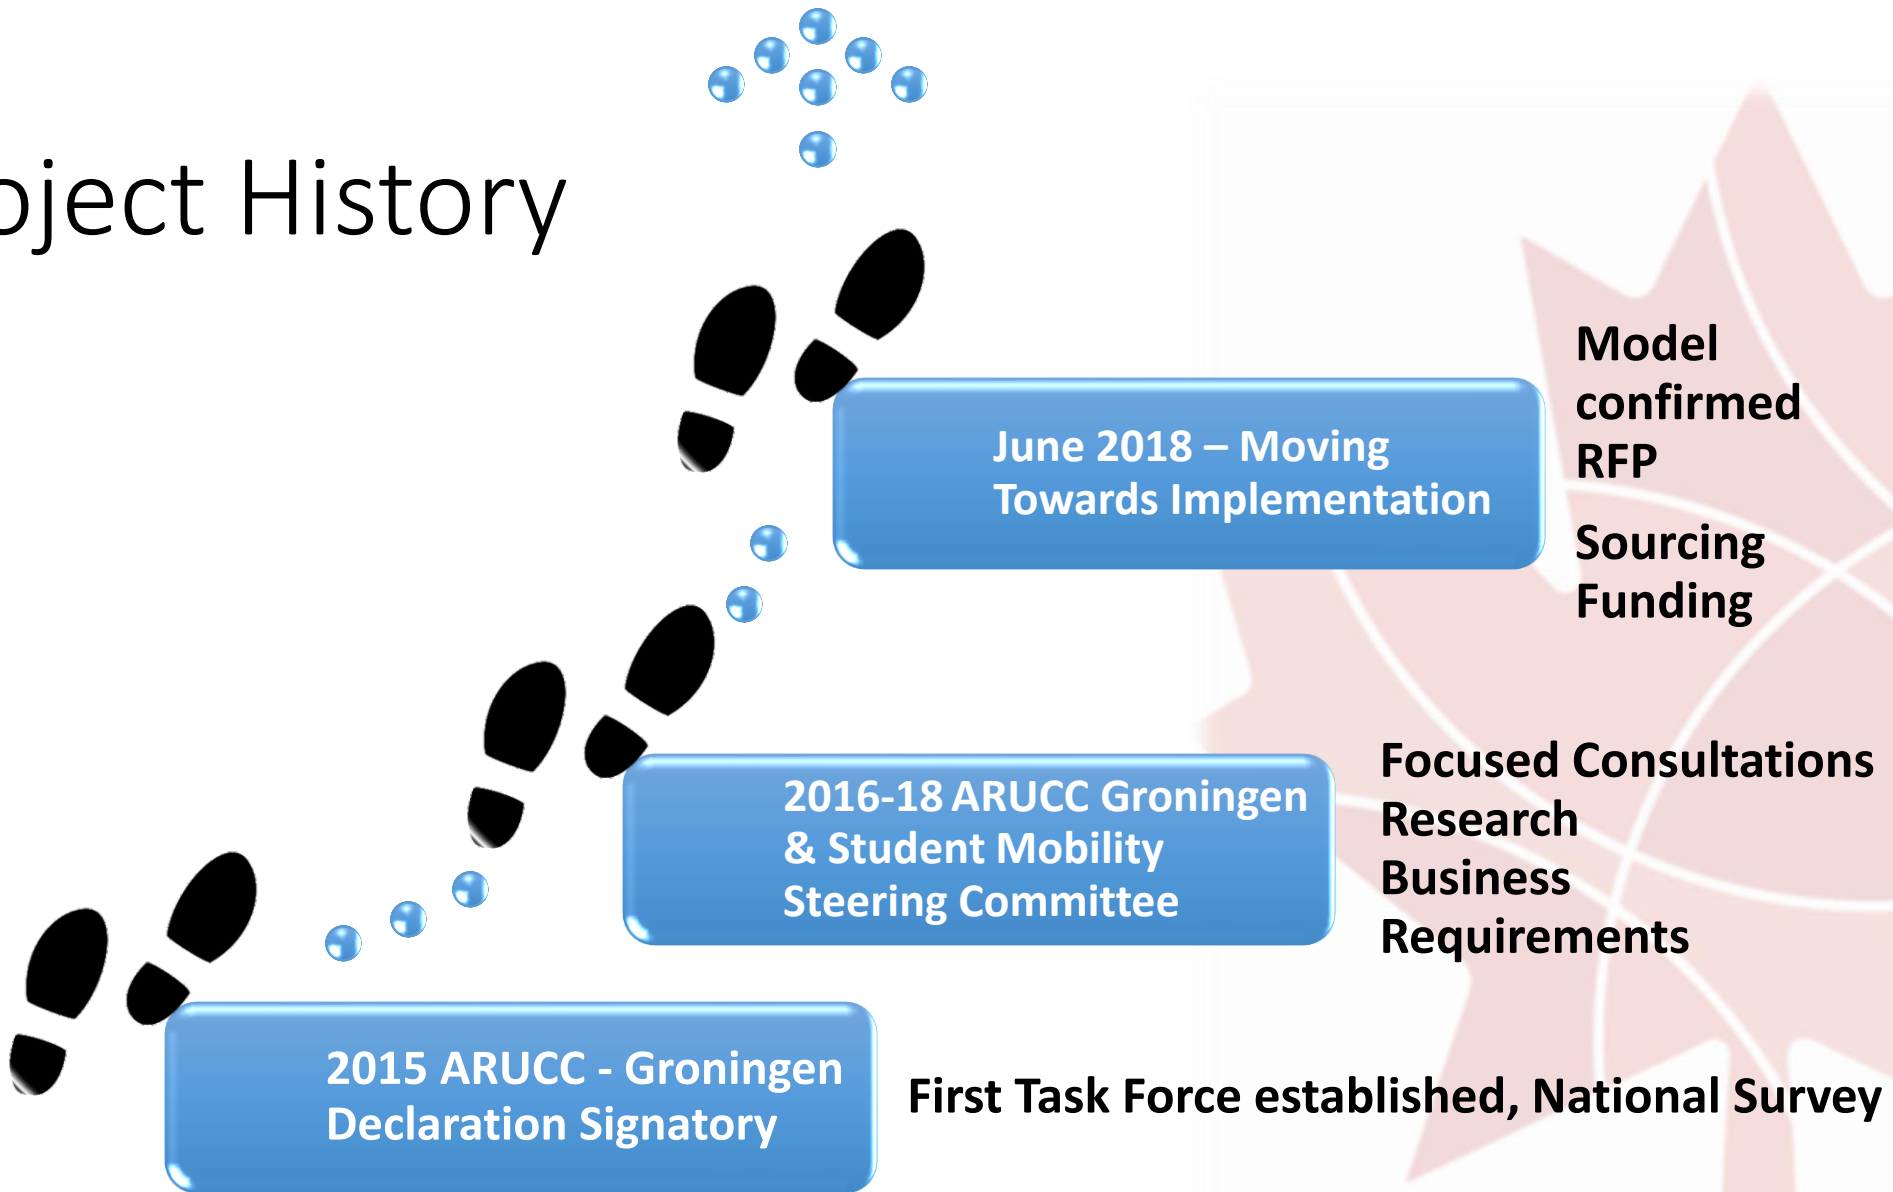 oject History
Model
confirmed
RFP
Sourcing
Funding
June 2018 – Moving
Towards Implementation
Focused Consultations
Research
Business
Requirements
2016-18 ARUCC Groningen
& Student Mobility
Steering Committee
2015 ARUCC - Groningen
Declaration Signatory
First Task Force established, National Survey